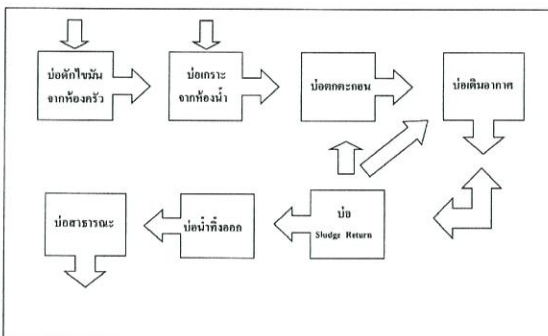 บ่อดักไขมัน
จากห้องครัว
บ่อเกราะ
จากห้องน้ำ
บ่อตกตะกอน
บ่อเติมอากาศ
บ่อสาธารณะ
บ่อน้ำทิ้งออก
บ่อ
Sludge Return